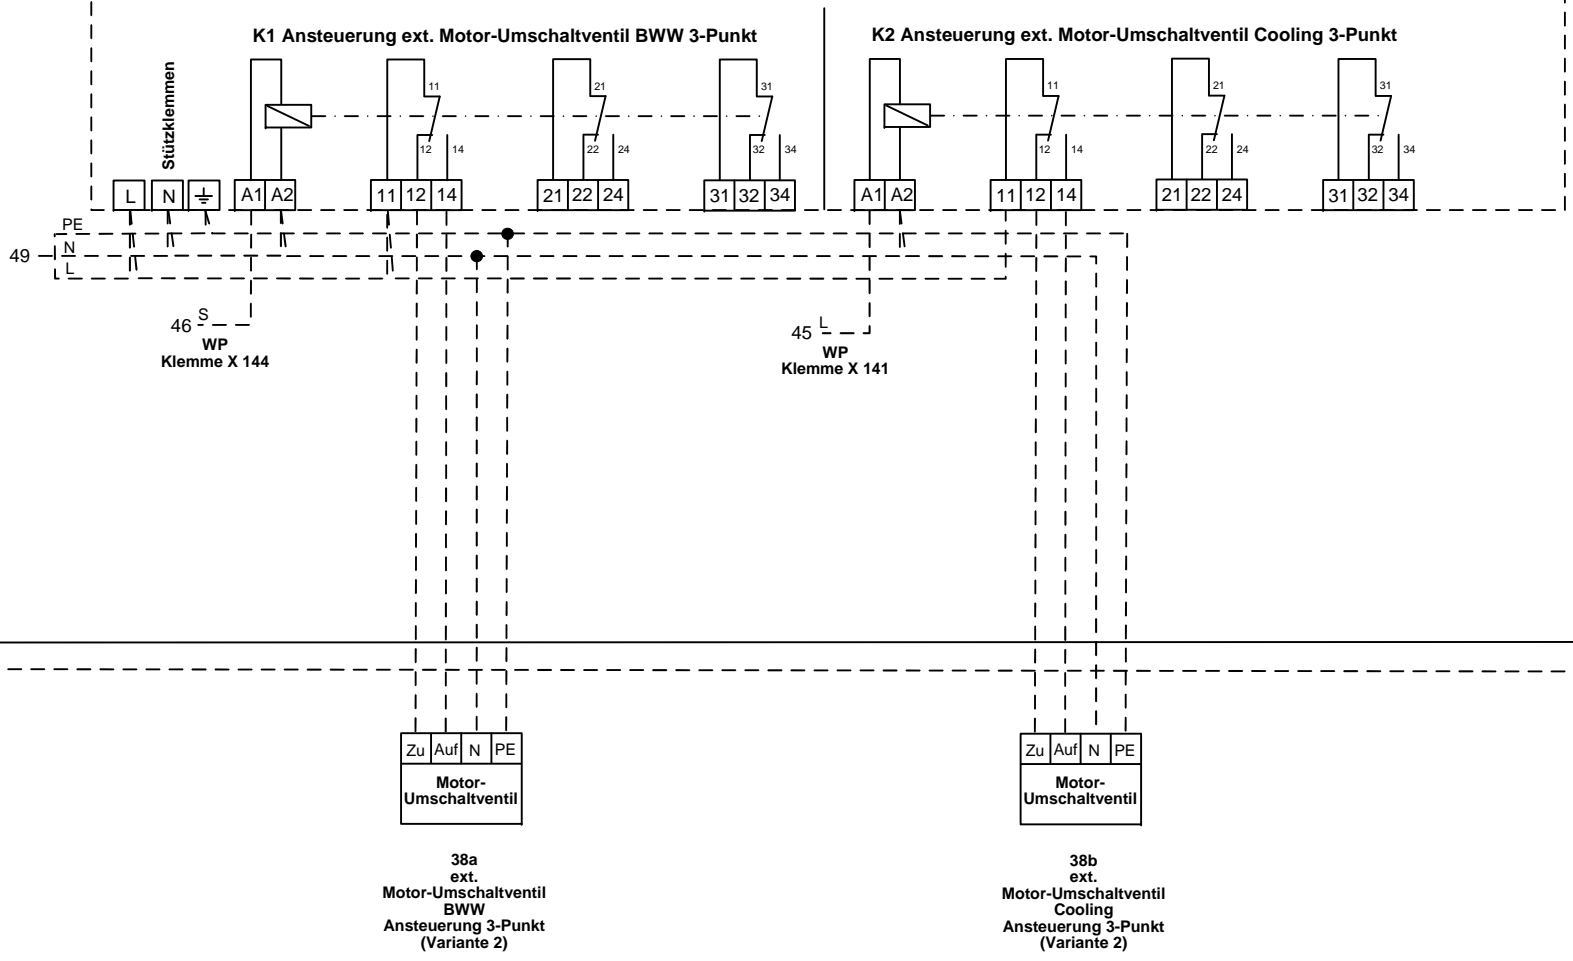 K1 Ansteuerung ext. Motor-Umschaltventil BWW 3-Punkt
K2 Ansteuerung ext. Motor-Umschaltventil Cooling 3-Punkt
Stützklemmen
11
21
31
11
21
31
12 14
22 24
32 34
12 14
22 24
32 34
L N A1 A2 11 12 14 21 22 24 31 32 34
A1 A2 11 12 14 21 22 24 31 32 34
PE
49 N
L
46 S
WP
Klemme X 144
45 L
WP
Klemme X 141
Zu Auf N PE
Motor-
Umschaltventil
Zu Auf N PE
Motor-
Umschaltventil
38a
ext.
Motor-Umschaltventil
BWW
Ansteuerung 3-Punkt
(Variante 2)
38b
ext.
Motor-Umschaltventil
Cooling
Ansteuerung 3-Punkt
(Variante 2)